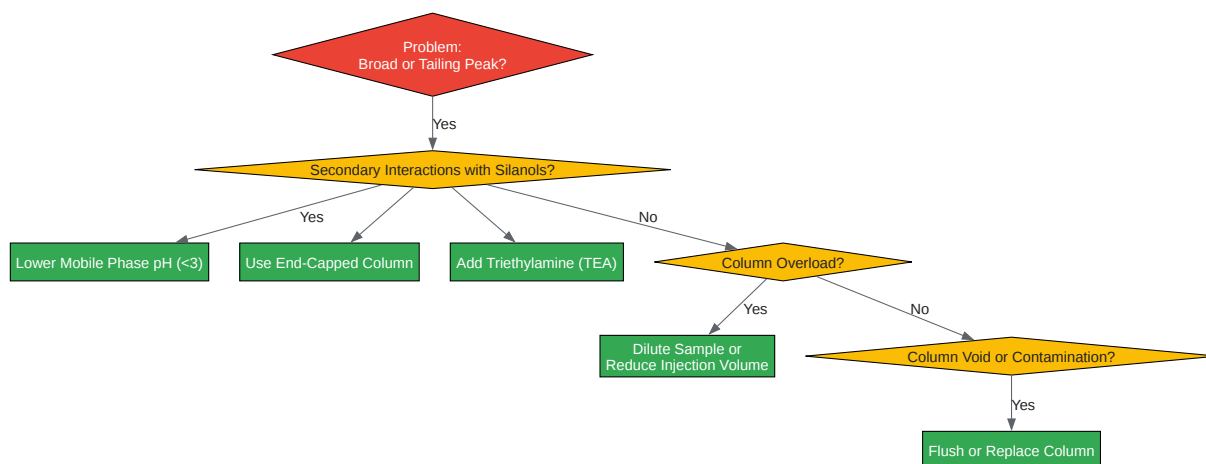 Problem:
Broad or Tailing Peak?
Yes
Secondary Interactions with Silanols?
Yes
No
Lower Mobile Phase pH (<3)
Use End-Capped Column
Add Triethylamine (TEA)
Column Overload?
Yes
No
Dilute Sample or
Reduce Injection Volume
Column Void or Contamination?
Yes
Flush or Replace Column